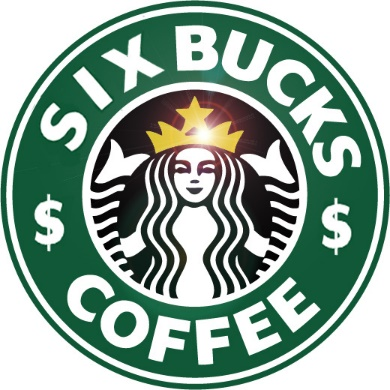 SIX BUCKS
$ $
COFFEE